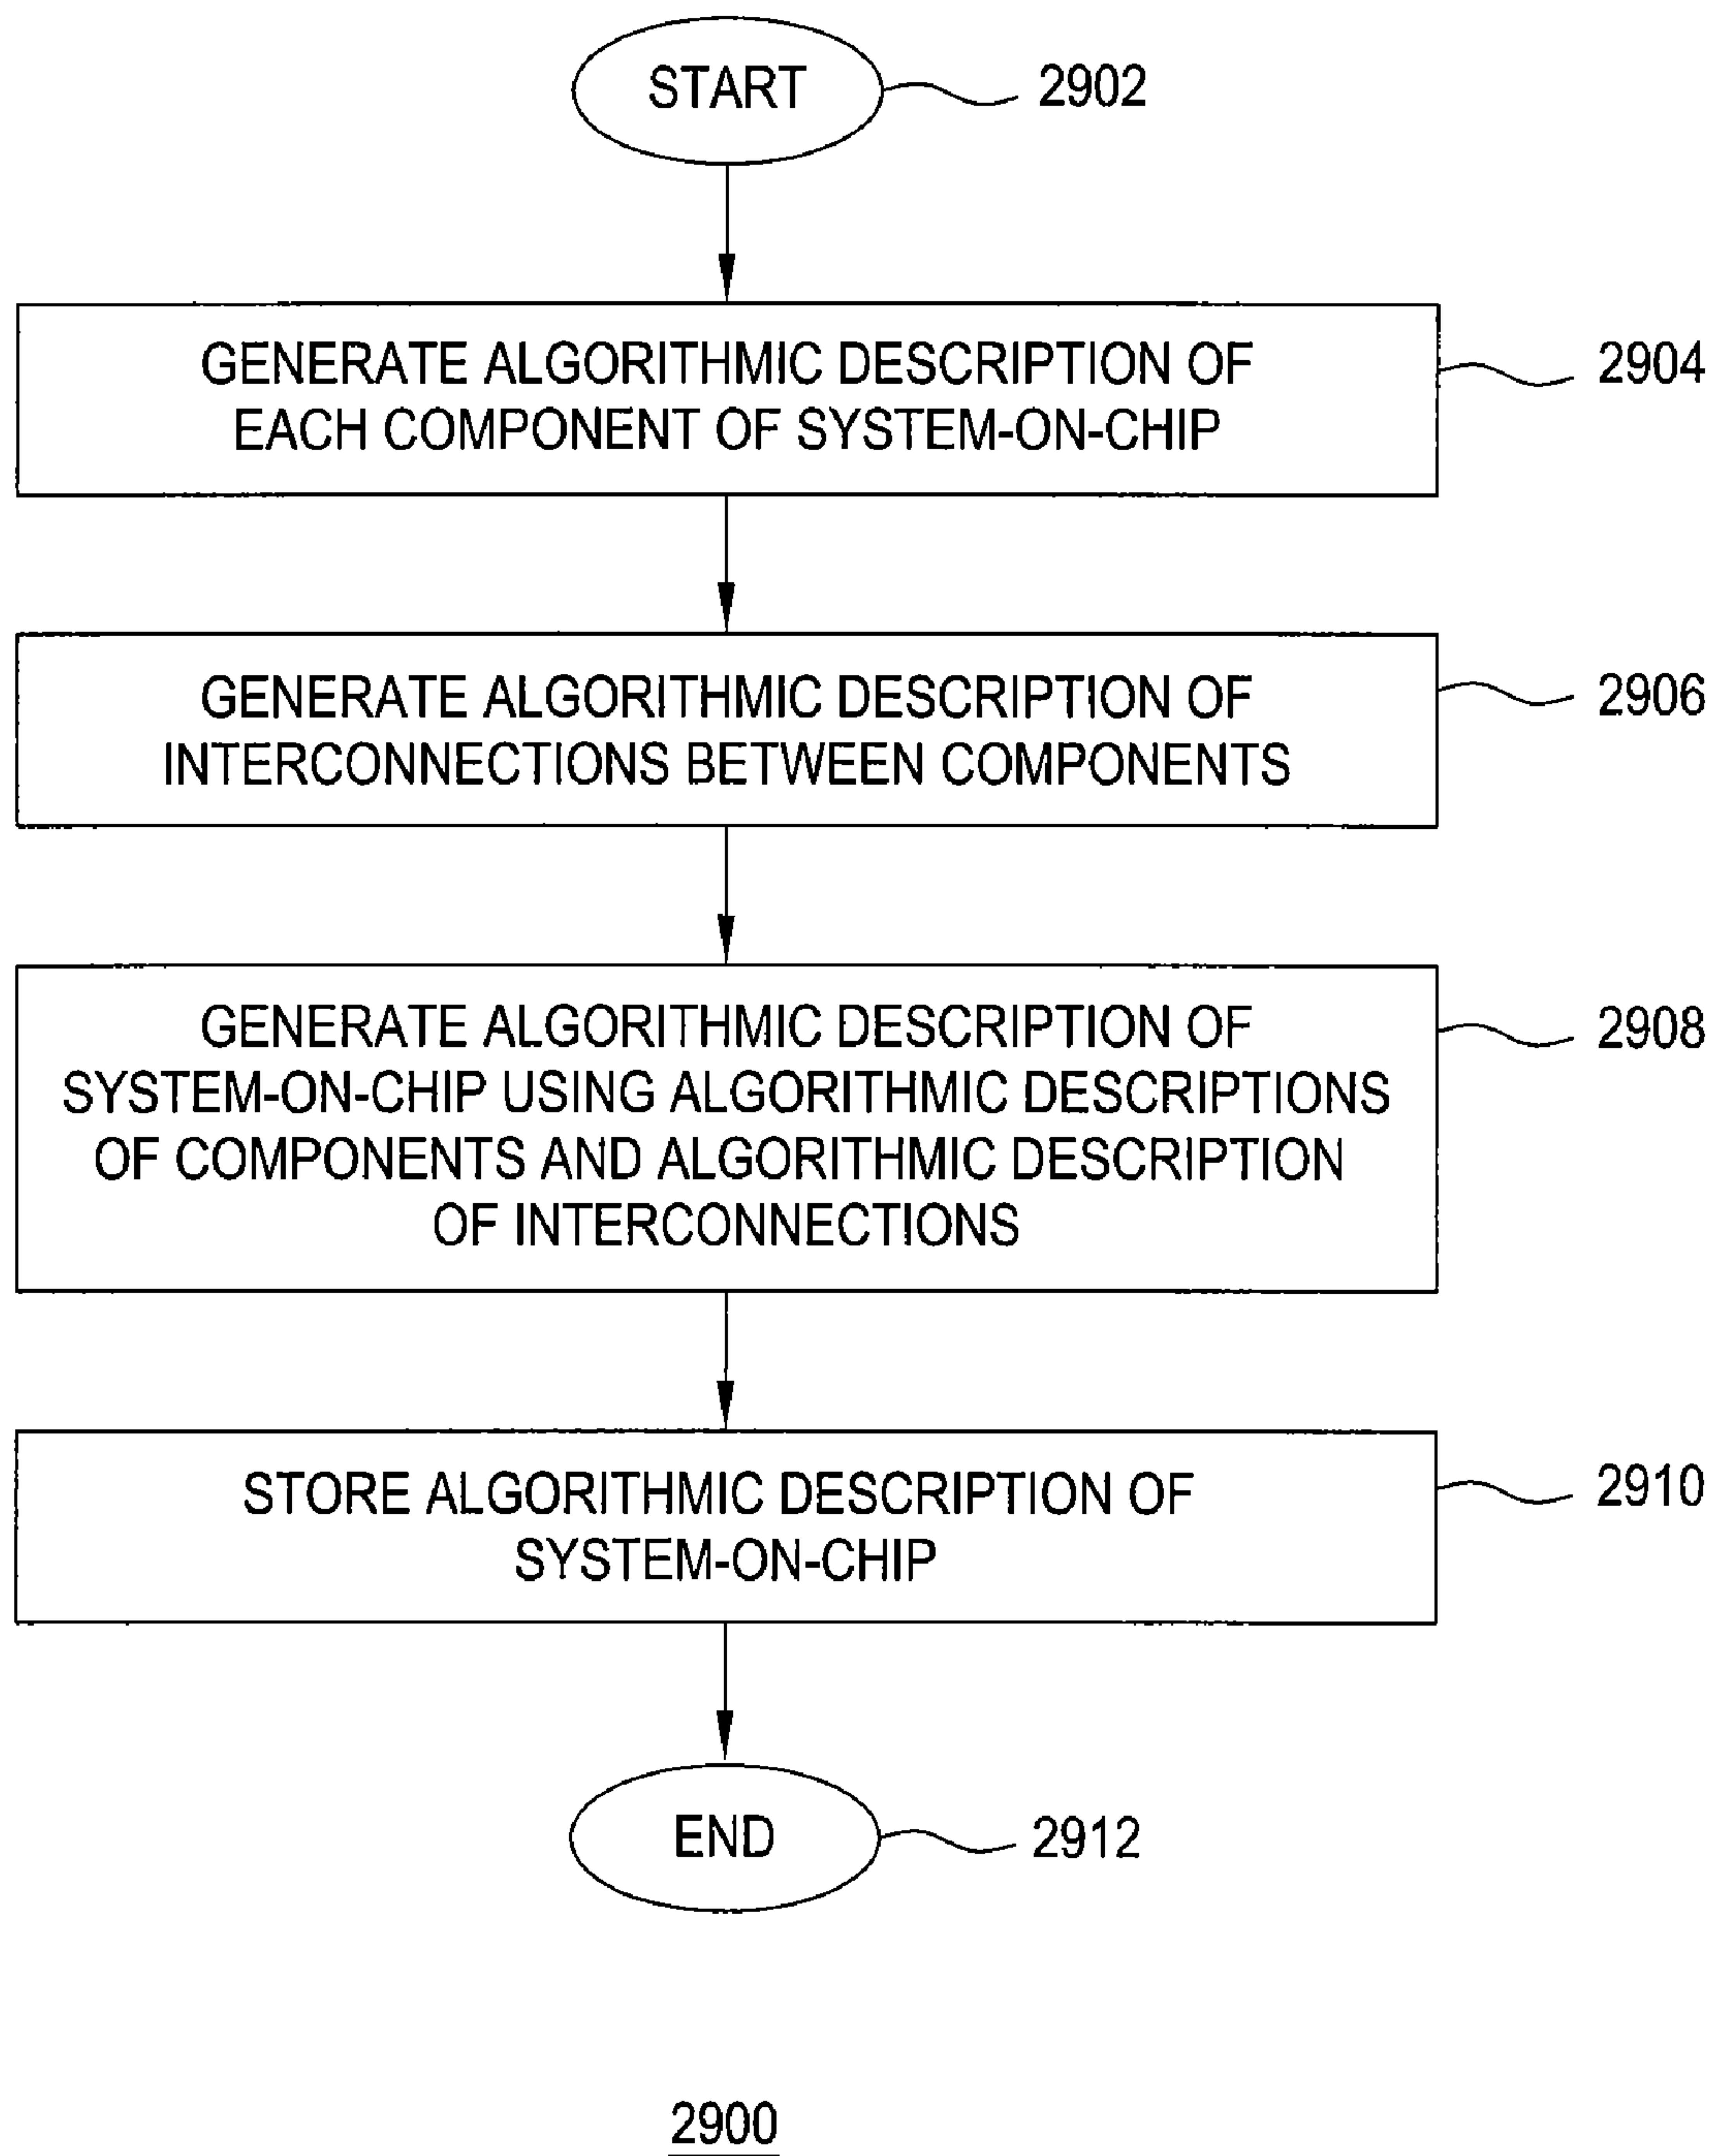 START
2902
GENERATE ALGORITHMIC DESCRIPTION OF
EACH COMPONENT OF SYSTEM-ON-CHIP
2904
GENERATE ALGORITHMIC DESCRIPTION OF
INTERCONNECTIONS BETWEEN COMPONENTS
2906
GENERATE ALGORITHMIC DESCRIPTION OF
SYSTEM-ON-CHIP USING ALGORITHMIC DESCRIPTIONS
OF COMPONENTS AND ALGORITHMIC DESCRIPTION
OF INTERCONNECTIONS
2908
STORE ALGORITHMIC DESCRIPTION OF
SYSTEM-ON-CHIP
2910
END
2912
2900